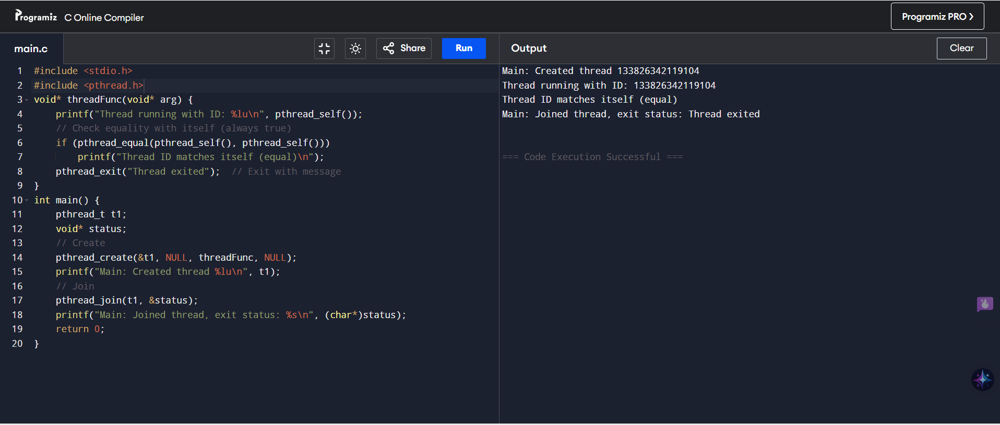 Programiz C Online Compiler
Programiz PRO
main.c
Share
Run
Output
Clear
1 #include <stdio.h>
2 #include <pthread.h>
3 void* threadFunc(void* arg) {
4     printf("Thread running with ID: %lu\n", pthread_self());
5     // Check equality with itself (always true)
6     if (pthread_equal(pthread_self(), pthread_self()))
7         printf("Thread ID matches itself (equal)\n");
8     pthread_exit("Thread exited");  // Exit with message
9 }
10 int main() {
11     pthread_t t1;
12     void* status;
13     // Create
14     pthread_create(&t1, NULL, threadFunc, NULL);
15     printf("Main: Created thread %lu\n", t1);
16     // Join
17     pthread_join(t1, &status);
18     printf("Main: Joined thread, exit status: %s\n", (char*)status);
19     return 0;
20 }
Main: Created thread 133826342119104
Thread running with ID: 133826342119104
Thread ID matches itself (equal)
Main: Joined thread, exit status: Thread exited
=== Code Execution Successful ===